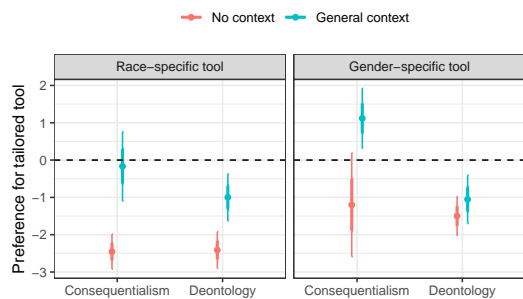 No context General context
Race−specific tool Gender−specific tool
Preference for tailored tool
2
1
0
−1
−2
−3
Consequentialism Deontology Consequentialism Deontology